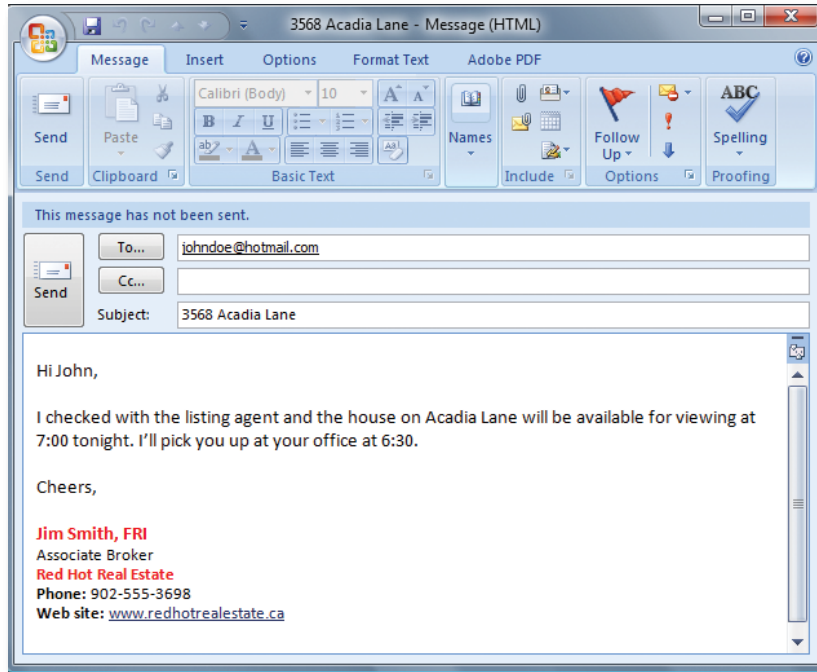 3568 Acadia Lane - Message (HTML)
Message Insert Options Format Text Adobe PDF
Send
Paste
Calibri (Body) 10
B I U
ab A
Aa
Names
Follow Up
ABC
Spelling
Send Clipboard Basic Text Include Options Proofing
This message has not been sent.
Send
To... johndoe@hotmail.com
Cc...
Subject: 3568 Acadia Lane
Hi John,
I checked with the listing agent and the house on Acadia Lane will be available for viewing at
7:00 tonight. I'll pick you up at your office at 6:30.
Cheers,
Jim Smith, FRI
Associate Broker
Red Hot Real Estate
Phone: 902-555-3698
Web site: www.redhotrealestate.ca